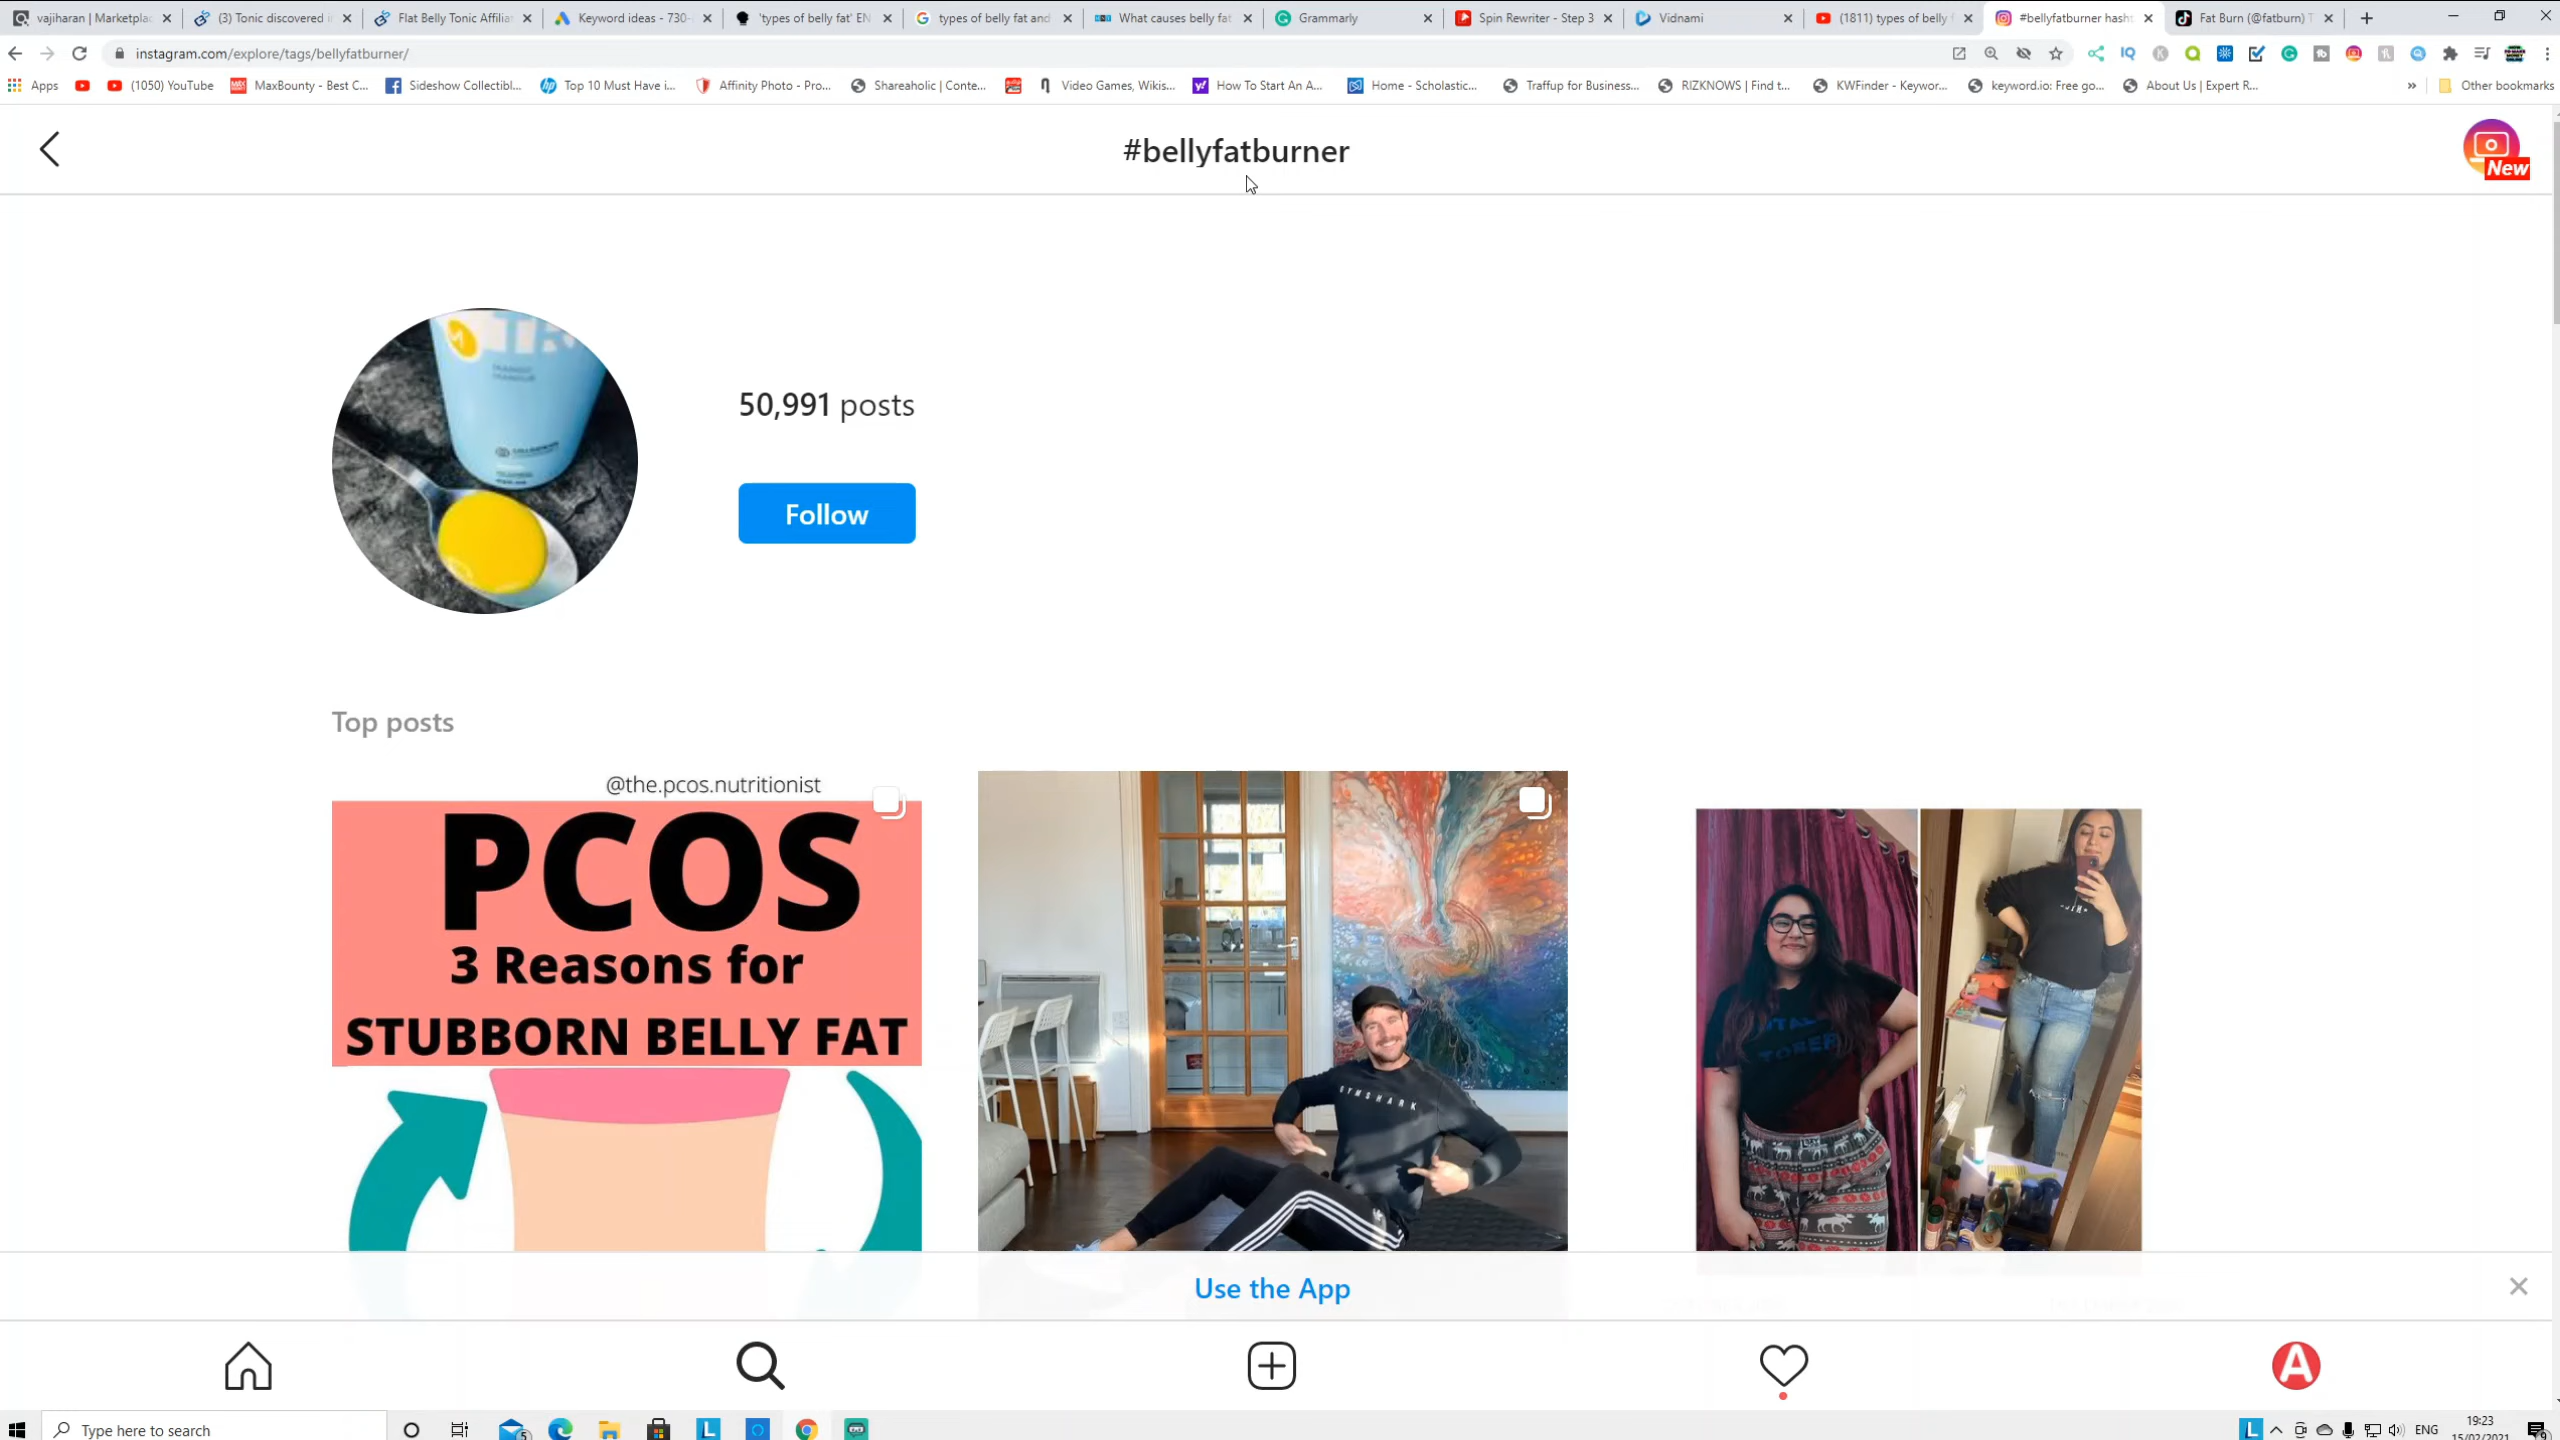 vajiharan | Marketpla
(3) Tonic discovered i
Flat Belly Tonic Affilia
Keyword ideas - 730-
'types of belly fat' EN
types of belly fat and
What causes belly fat
Grammarly
Spin Rewriter - Step 3
Vidnami
(1811) types of belly f
#bellyfatburner hasht
Fat Burn (@fatburn) T
instagram.com/explore/tags/bellyfatburner/
Apps
(1050) YouTube
MaxBounty - Best C...
Sideshow Collectibl...
Top 10 Must Have i...
Affinity Photo - Pro...
Shareaholic | Conte...
Video Games, Wikis...
How To Start An A...
Home - Scholastic...
Traffup for Business...
RIZKNOWS | Find t...
KWFinder - Keywor...
keyword.io: Free go...
About Us | Expert R...
»
Other bookmarks
#bellyfatburner
New
50,991 posts
Follow
Top posts
@the.pcos.nutritionist
PCOS
3 Reasons for
STUBBORN BELLY FAT
GYMSHARK
Use the App
A
Type here to search
L
ENG
19:23
15/02/2021